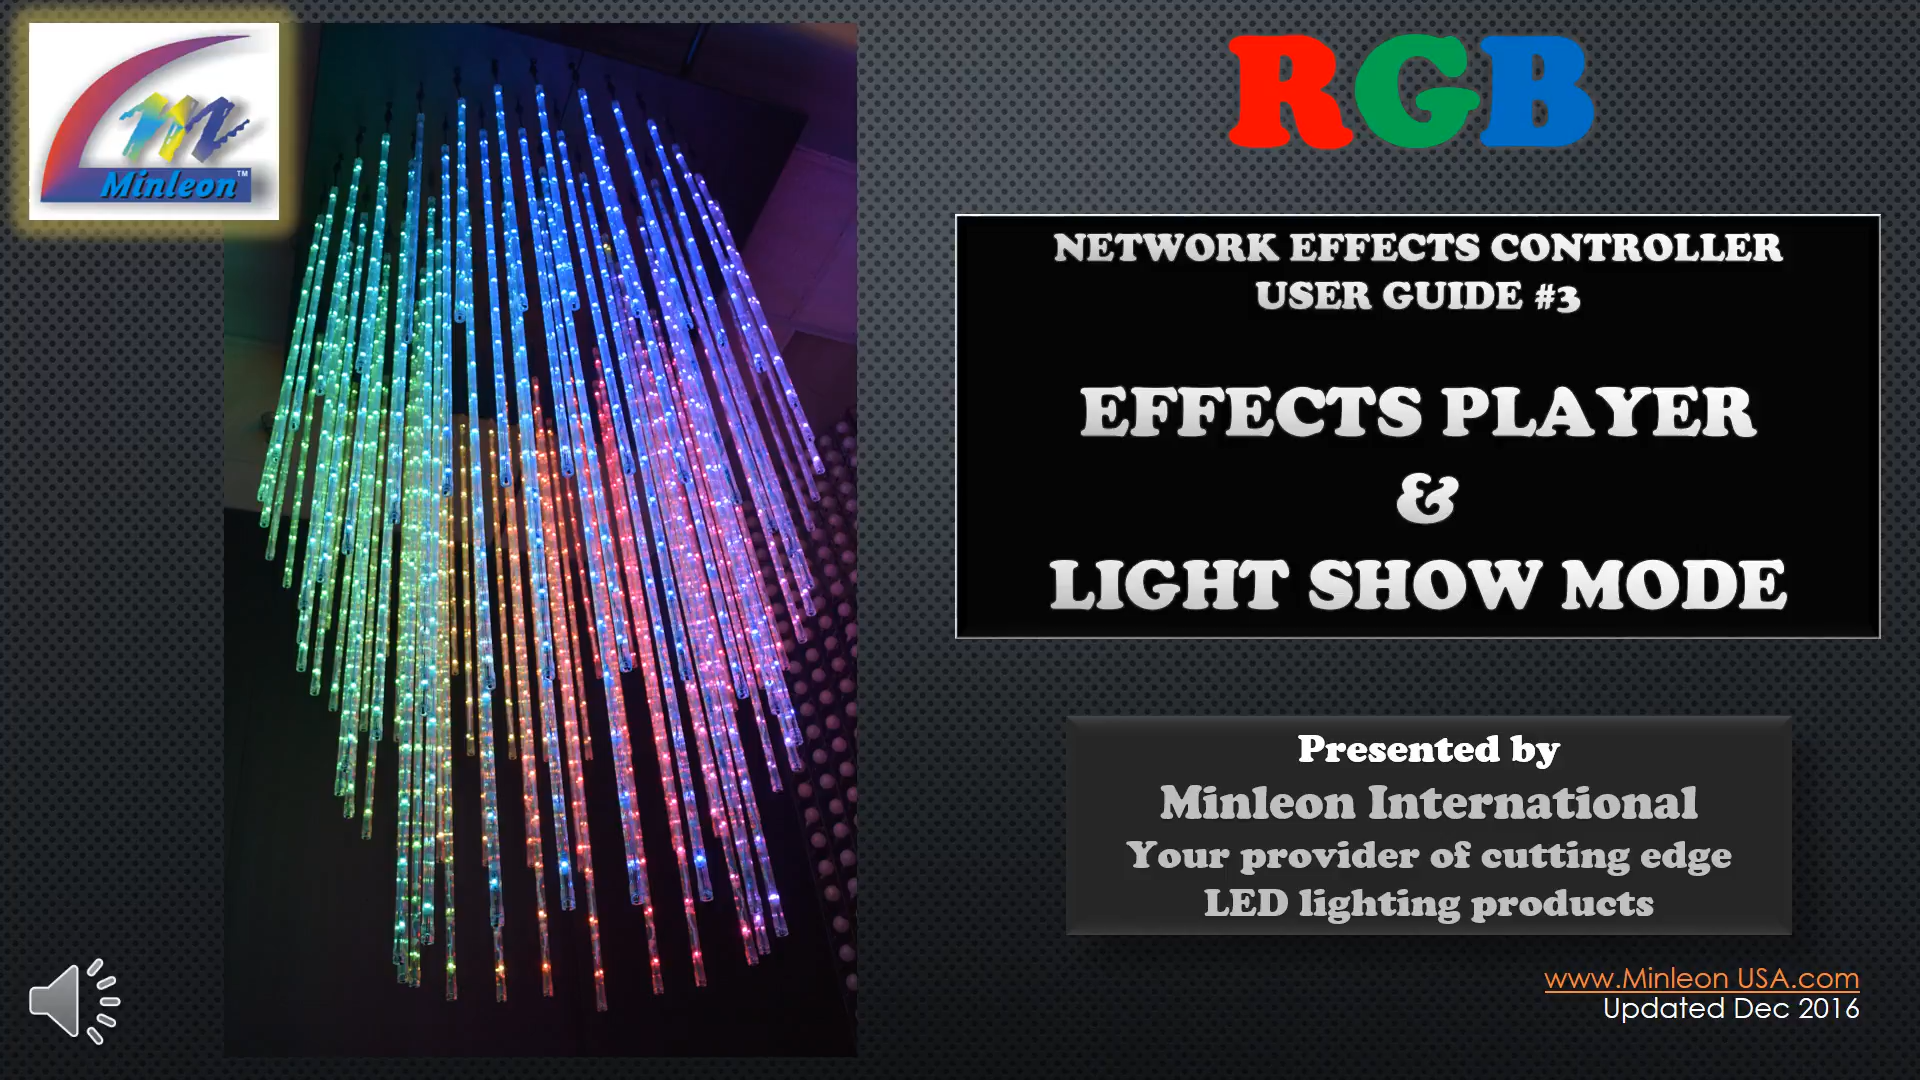 Minleon™
RGB
NETWORK EFFECTS CONTROLLER
USER GUIDE #3
EFFECTS PLAYER
&
LIGHT SHOW MODE
Presented by
Minleon International
Your provider of cutting edge
LED lighting products
www.Minleon USA.com
Updated Dec 2016